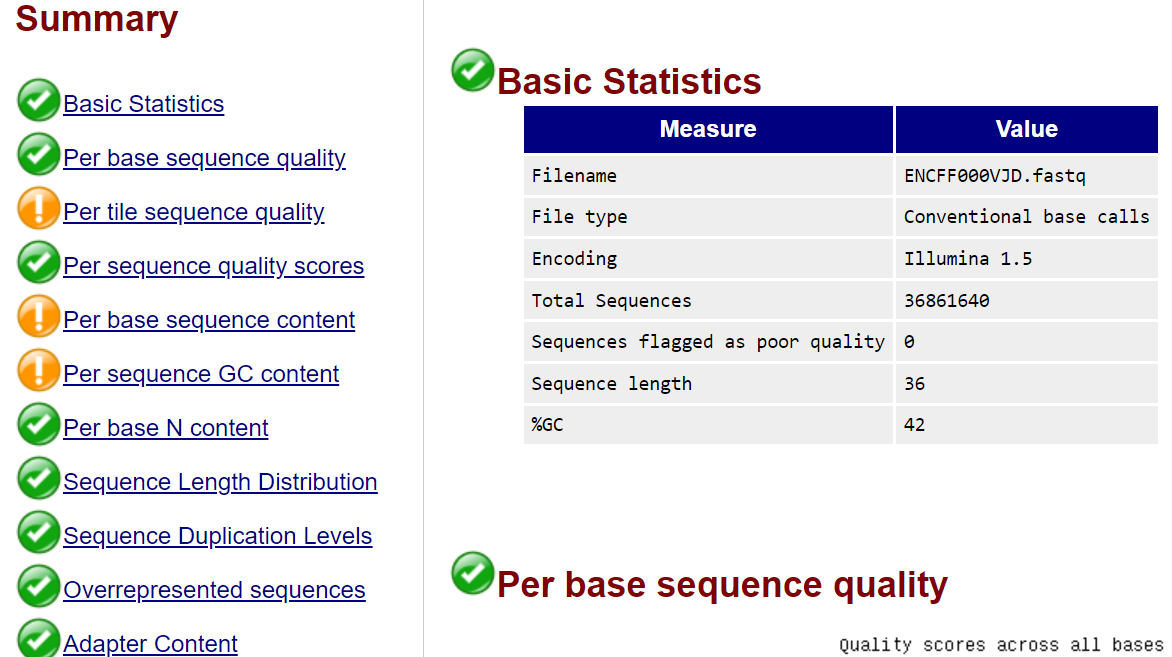 Summary
Basic Statistics
Per base sequence quality
Per tile sequence quality
Per sequence quality scores
Per base sequence content
Per sequence GC content
Per base N content
Sequence Length Distribution
Sequence Duplication Levels
Overrepresented sequences
Adapter Content
Basic Statistics
Measure Value
Filename ENCFF000VJD.fastq
File type Conventional base calls
Encoding Illumina 1.5
Total Sequences 36861640
Sequences flagged as poor quality 0
Sequence length 36
%GC 42
Per base sequence quality
Quality scores across all bases